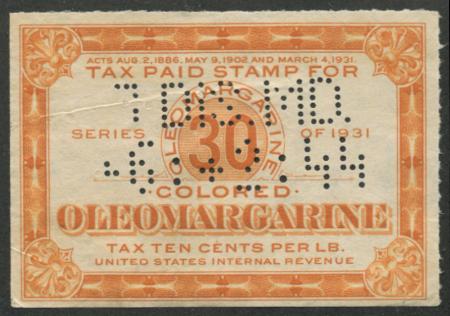 ACTS AUG. 2, 1886, MAY 9, 1902 AND MARCH 4, 1931.
TAX PAID STAMP FOR
OLEOMARGARINE
SERIES 30 OF 1931
COLORED
OLEOMARGARINE
TAX TEN CENTS PER LB.
UNITED STATES INTERNAL REVENUE